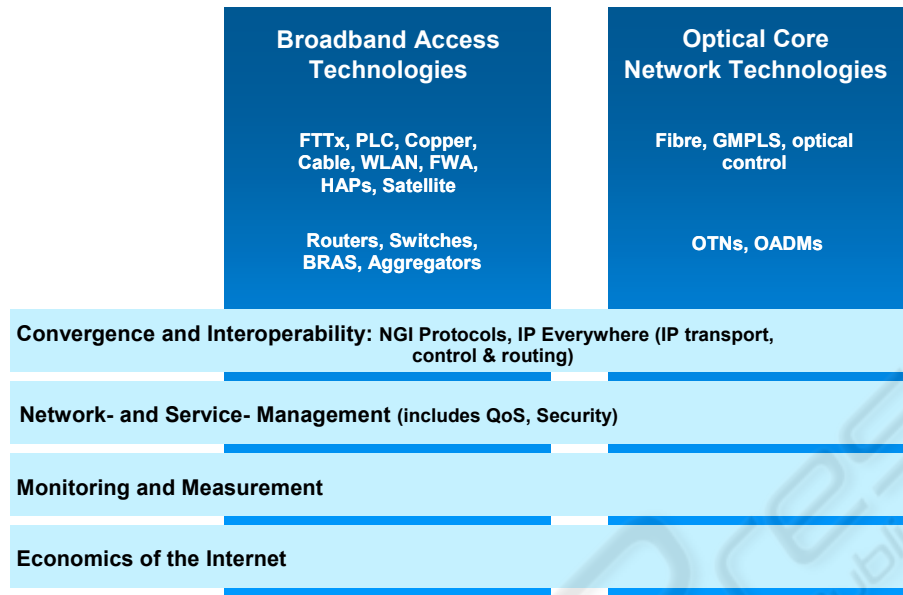 Broadband Access
Technologies
FTTx, PLC, Copper,
Cable, WLAN, FWA,
HAPs, Satellite
Routers, Switches,
BRAS, Aggregators
Optical Core
Network Technologies
Fibre, GMPLS, optical
control
OTNs, OADMs
Convergence and Interoperability: NGI Protocols, IP Everywhere (IP transport,
control & routing)
Network- and Service- Management (includes QoS, Security)
Monitoring and Measurement
Economics of the Internet